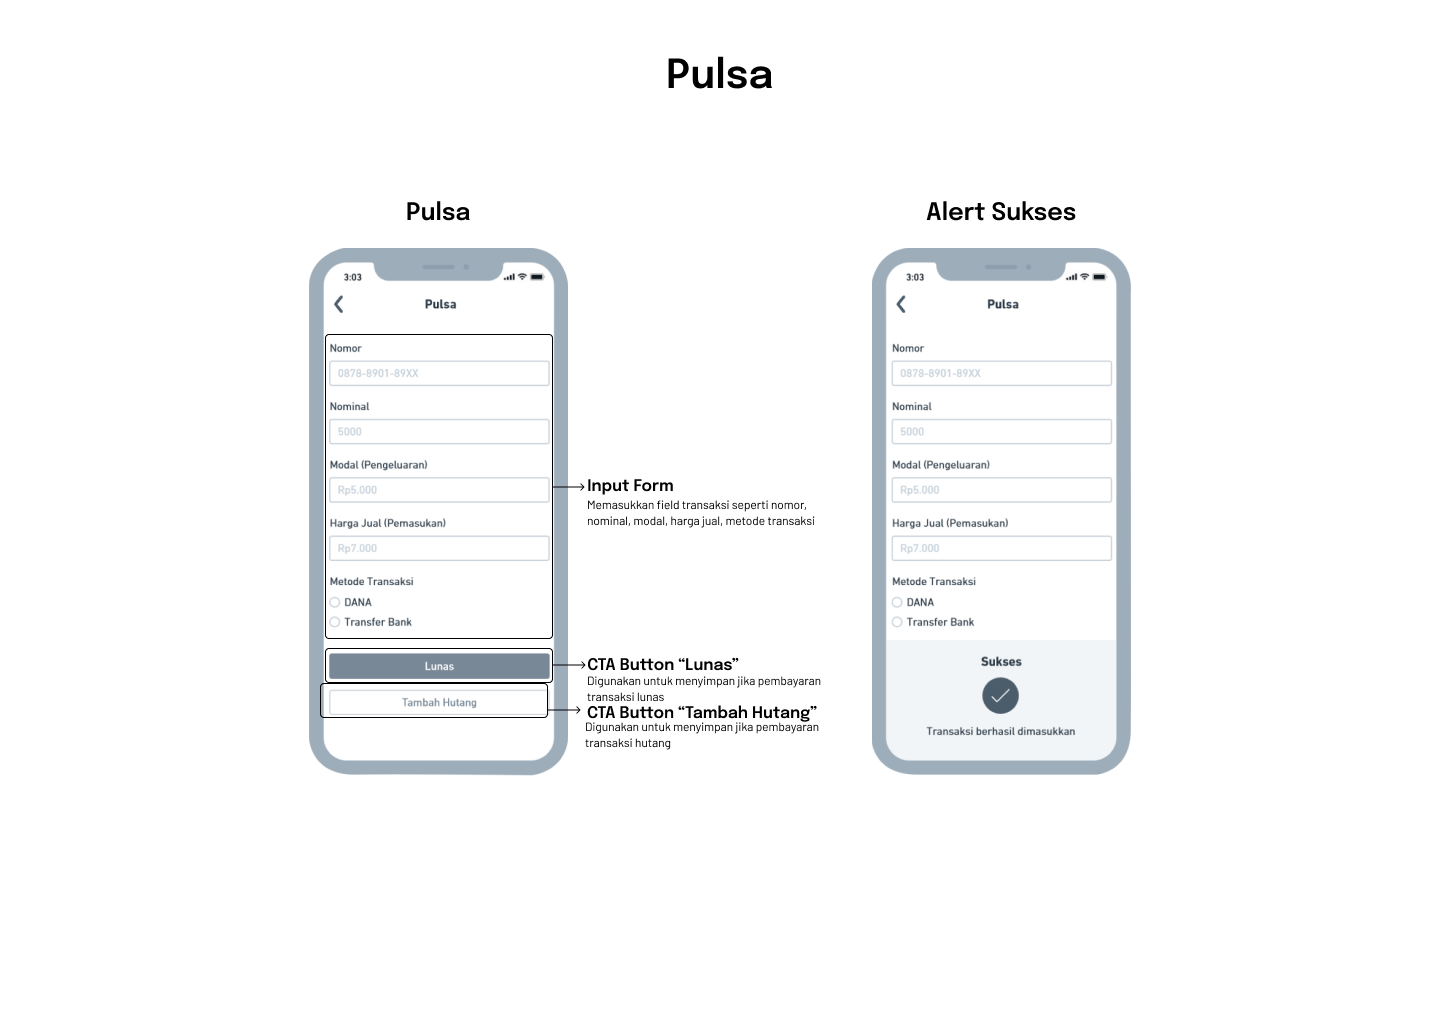 Pulsa
Pulsa
3:03
Pulsa
Nomor
0878-8901-89XX
Nominal
5000
Modal (Pengeluaran)
Rp5.000
Harga Jual (Pemasukan)
Rp7.000
Metode Transaksi
DANA
Transfer Bank
Lunas
Tambah Hutang
Input Form
Memasukkan field transaksi seperti nomor,
nominal, modal, harga jual, metode transaksi
CTA Button “Lunas”
Digunakan untuk menyimpan jika pembayaran
transaksi lunas
CTA Button “Tambah Hutang”
Digunakan untuk menyimpan jika pembayaran
transaksi hutang
Alert Sukses
3:03
Pulsa
Nomor
0878-8901-89XX
Nominal
5000
Modal (Pengeluaran)
Rp5.000
Harga Jual (Pemasukan)
Rp7.000
Metode Transaksi
DANA
Transfer Bank
Sukses
Transaksi berhasil dimasukkan